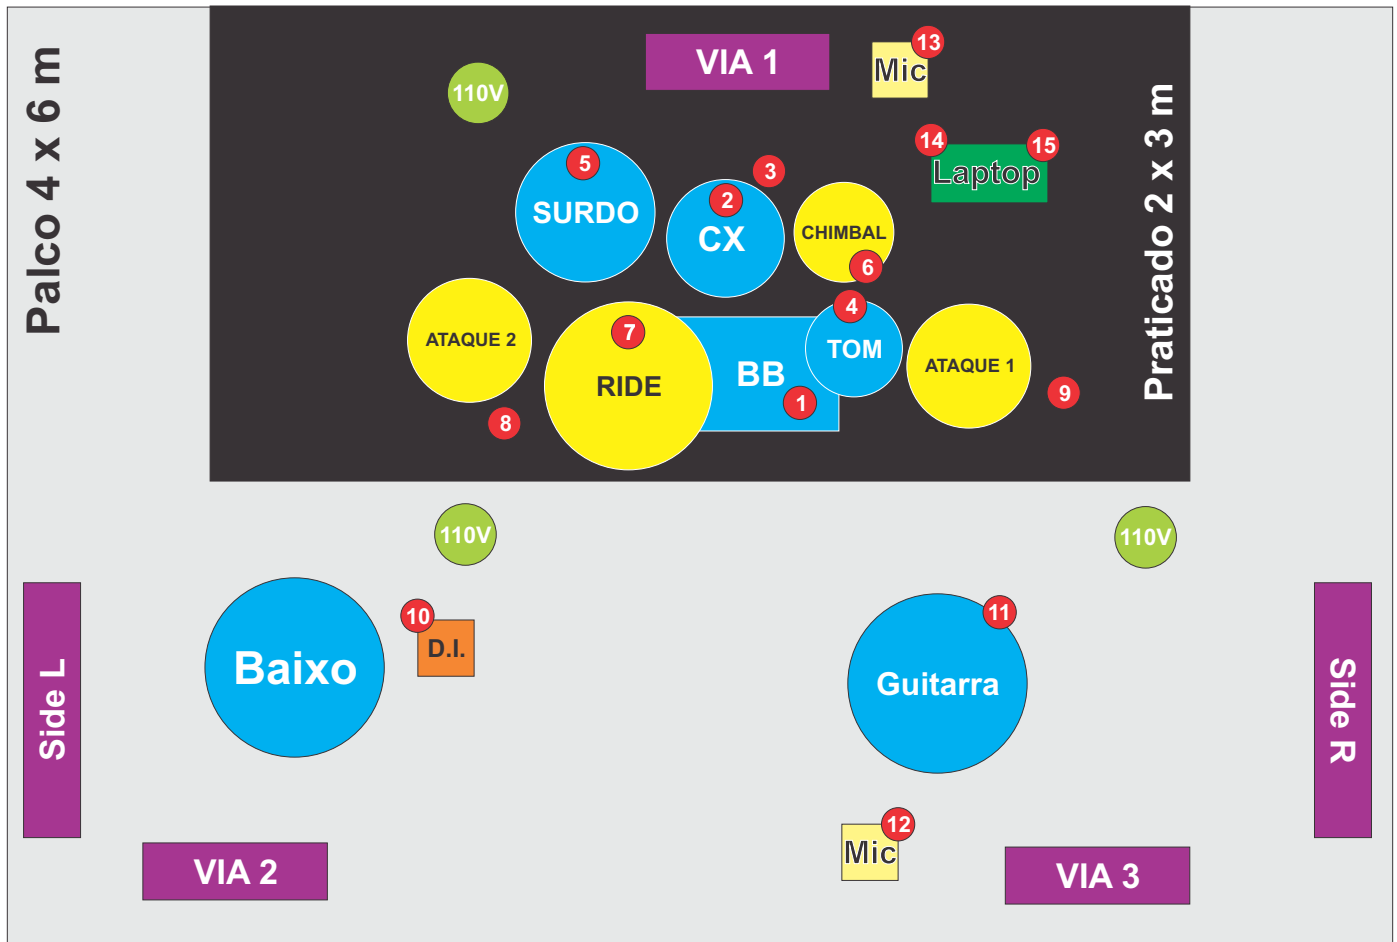 Palco 4 x 6 m
VIA 1
13
Mic
110V
14
15
Laptop
Praticado 2 x 3 m
5
SURDO
3
2
CX
CHIMBAL
6
4
TOM
ATAQUE 2
7
RIDE
BB
1
ATAQUE 1
9
8
110V
110V
Side L
Baixo
10
D.I.
11
Guitarra
Side R
12
Mic
VIA 2
VIA 3